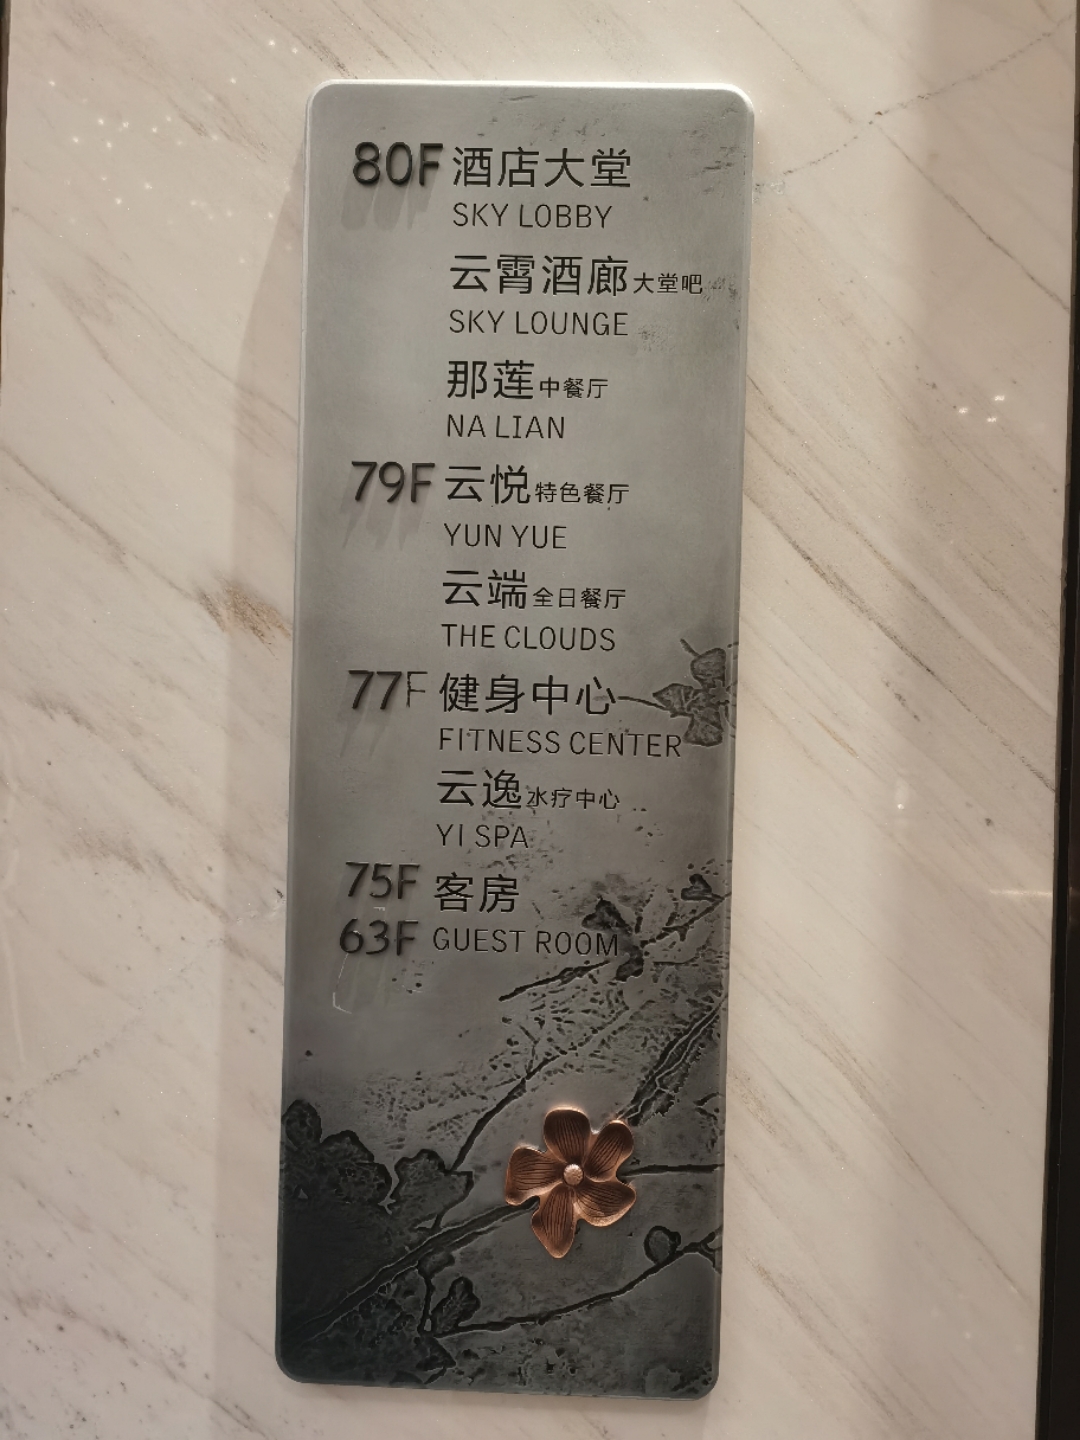 80F 酒店大堂
SKY LOBBY
云霄酒廊 大堂吧
SKY LOUNGE
那莲 中餐厅
NA LIAN
79F 云悦 特色餐厅
YUN YUE
云端 全日餐厅
THE CLOUDS
77F 健身中心
FITNESS CENTER
云逸 水疗中心
YI SPA
75F 客房
63F GUEST ROOM